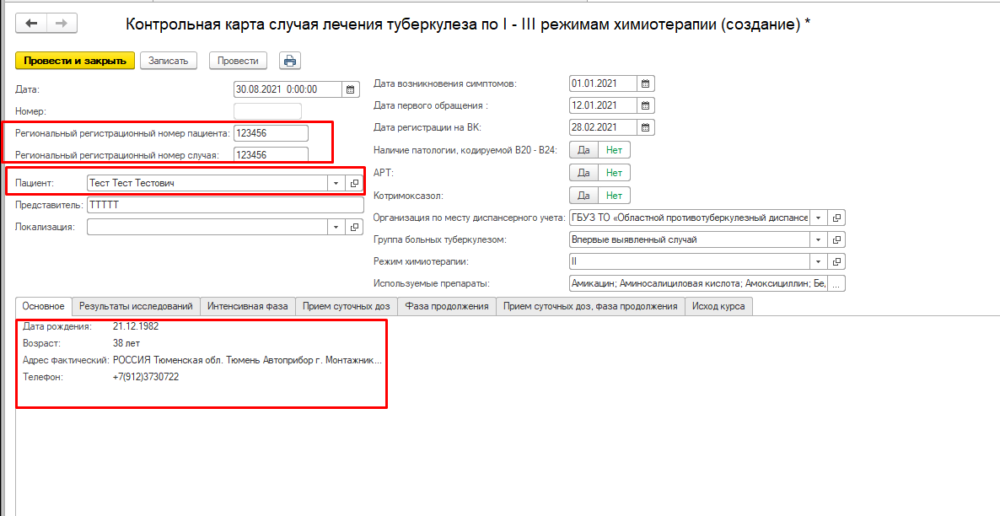 Контрольная карта случая лечения туберкулеза по I - III режимам химиотерапии (создание) *
Провести и закрыть Записать Провести
Дата: 30.08.2021 0:00:00
Номер:
Региональный регистрационный номер пациента: 123456
Региональный регистрационный номер случая: 123456
Пациент: Тест Тест Тестович
Представитель: ТТТТТ
Локализация:
Дата возникновения симптомов: 01.01.2021
Дата первого обращения : 12.01.2021
Дата регистрации на ВК: 28.02.2021
Наличие патологии, кодируемой В20 - В24: Да Нет
АРТ: Да Нет
Котримоксазол: Да Нет
Организация по месту диспансерного учета: ГБУЗ ТО «Областной противотуберкулезный диспансе
Группа больных туберкулезом: Впервые выявленный случай
Режим химиотерапии: II
Используемые препараты: Амикацин; Аминосалициловая кислота; Амоксициллин; Бе, ...
Основное Результаты исследований Интенсивная фаза Прием суточных доз Фаза продолжения Прием суточных доз, фаза продолжения Исход курса
Дата рождения: 21.12.1982
Возраст: 38 лет
Адрес фактический: РОССИЯ Тюменская обл. Тюмень Автоприбор г. Монтажник...
Телефон: +7(912)3730722